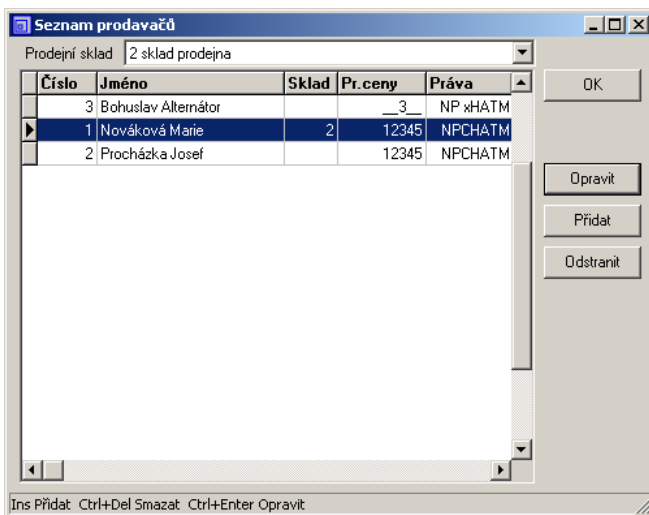 Seznam prodavačů
Prodejní sklad 2 sklad prodejna
Číslo Jméno Sklad Pr.ceny Práva
3 Bohuslav Alternátor __3_ NP xHATM
1 Nováková Marie 2 12345 NPCHATM
2 Procházka Josef 12345 NPCHATM
OK
Opravit
Přidat
Odstranit
Ins Přidat Ctrl+Del Smazat Ctrl+Enter Opravit